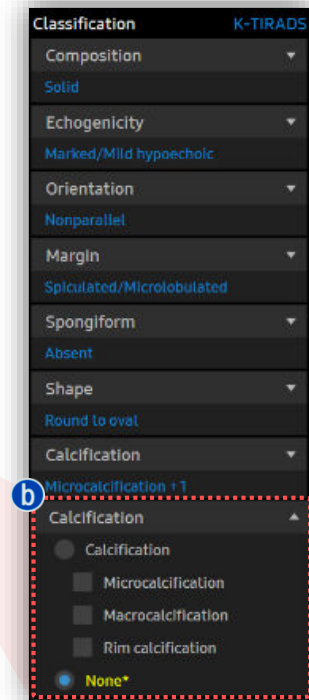 Classification K-TIRADS
Composition
Solid
Echogenicity
Marked/Mild hypoechoic
Orientation
Nonparallel
Margin
Spiculated/Microlobulated
Spongiform
Absent
Shape
Round to oval
Calcification
Microcalcification +1
b
Calcification
Calcification
Microcalcification
Macrocalcification
Rim calcification
None*